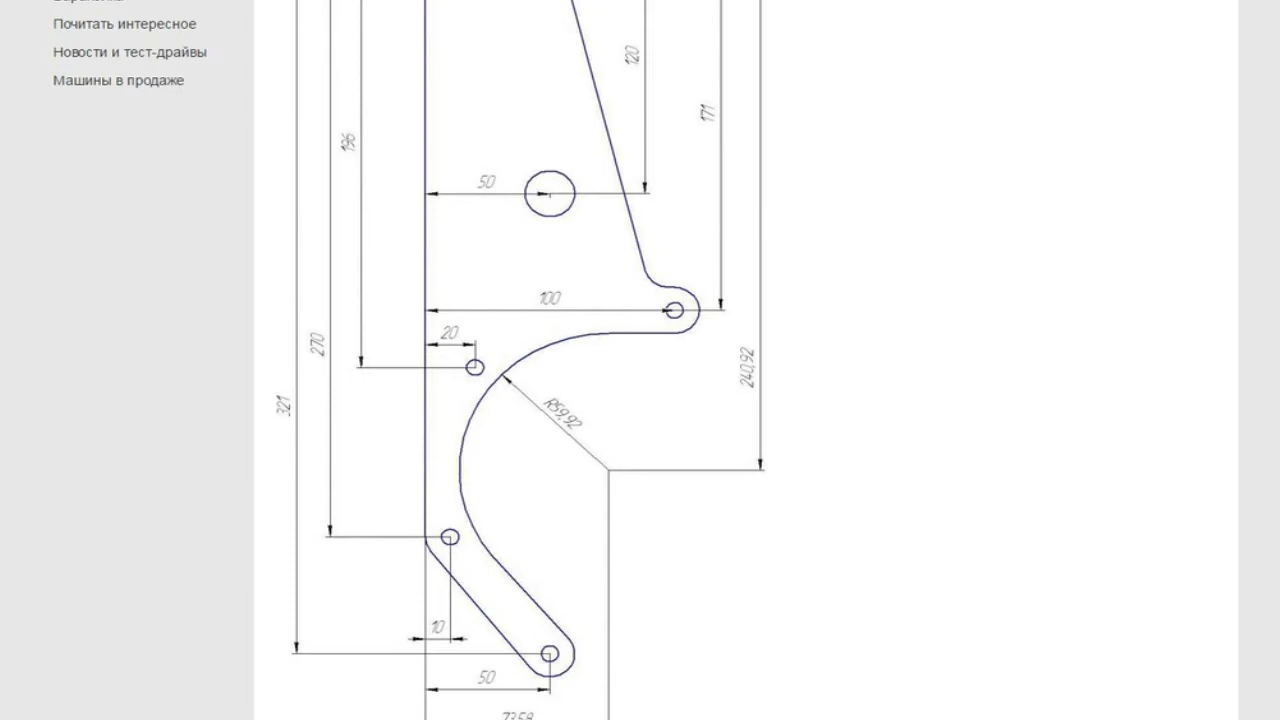 Почитать интересное
Новости и тест-драйвы
Машины в продаже
120
171
196
50
100
20
270
240,92
321
R59,92
10
50